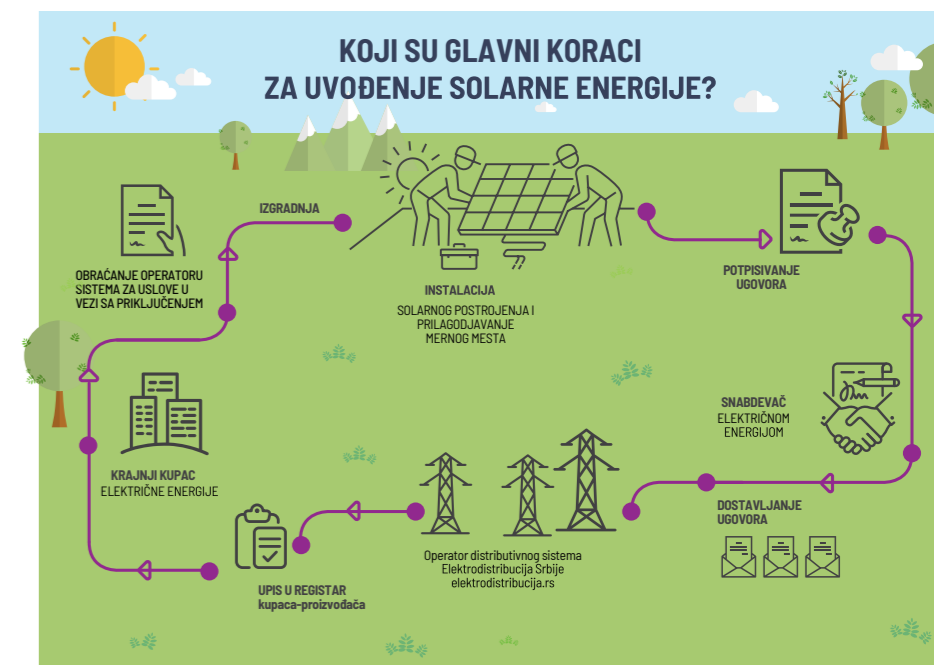 KOJI SU GLAVNI KORACI
ZA UVOĐENJE SOLARNE ENERGIJE?
IZGRADNJA
OBRAĆANJE OPERATORU
SISTEMA ZA USLOVE U
VEZI SA PRIKLJUČENJEM
INSTALACIJA
SOLARNOG POSTROJENJA I
PRILAGODJAVANJE
MERNOG MESTA
POTPISIVANJE
UGOVORA
SNABDEVAČ
ELEKTRIČNOM
ENERGIJOM
DOSTAVLJANJE
UGOVORA
Operator distributivnog sistema
Elektrodistribucija Srbije
elektrodistribucija.rs
UPIS U REGISTAR
kupaca-proizvođača
KRAJNJI KUPAC
ELEKTRIČNE ENERGIJE